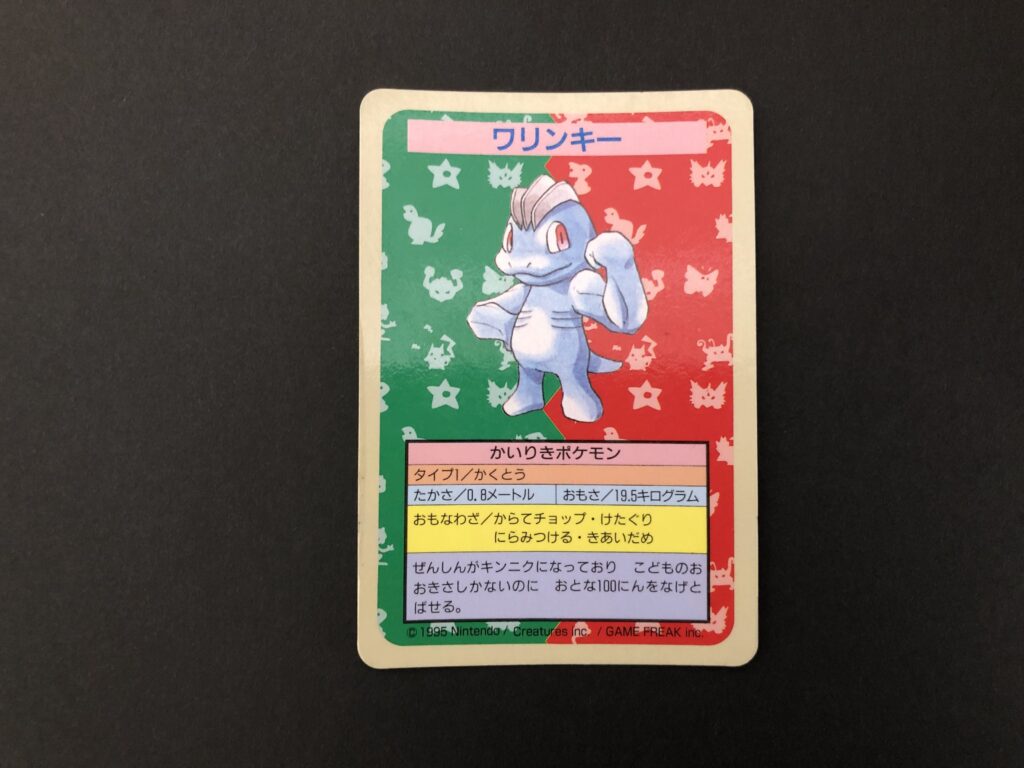 ワリンキー
かいりきポケモン
タイプ1／かくとう
たかさ／0.8メートル おもさ／19.5キログラム
おもなわざ／からてチョップ・けたぐり
にらみつける・きあいだめ
ぜんしんがキンニクになっており　こどものお
おきさしかないのに　おとな100にんをなげと
ばせる。
© 1995 Nintendo / Creatures inc. / GAME FREAK inc.